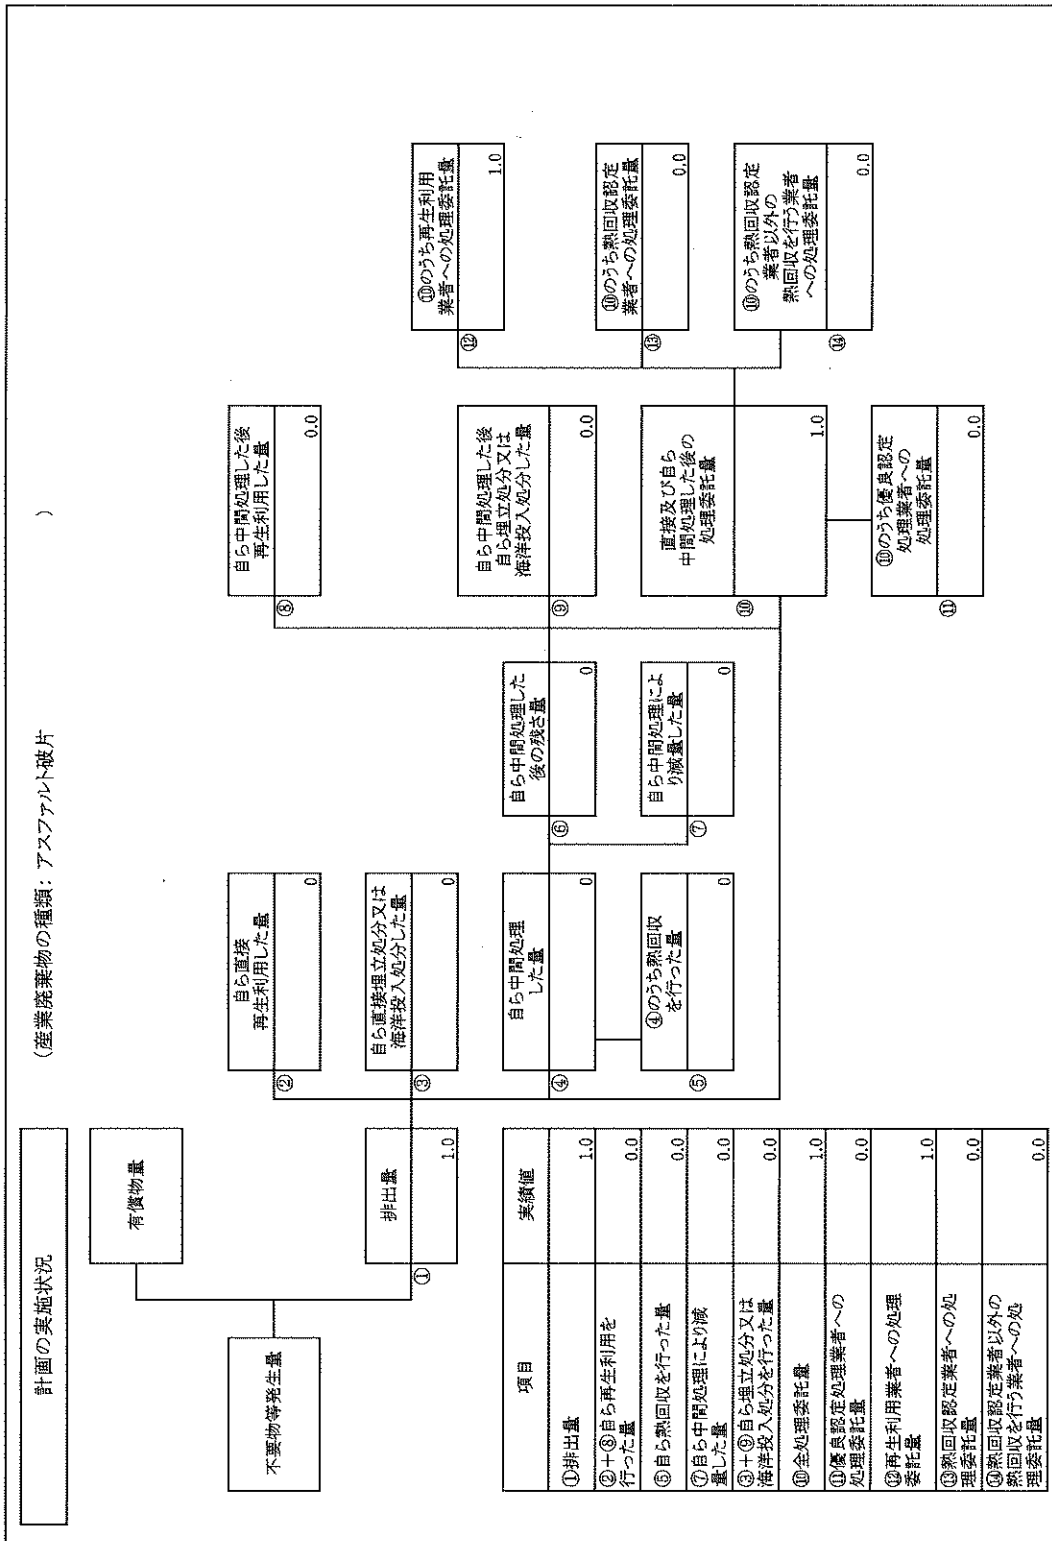 計画の実施状況
(産業廃棄物の種類: アスファルト破片 )
不要物等発生量
有償物量
①
排出量
1.0
②
自ら直接
再生利用した量
0
③
自ら直接埋立処分又は
海洋投入処分した量
0
④
自ら中間処理
した量
0
⑤
④のうち熱回収
を行った量
0
⑥
自ら中間処理した
後の残さ量
0
⑦
自ら中間処理によ
り減量した量
0
⑧
自ら中間処理した後
再生利用した量
0.0
⑨
自ら中間処理した後
自ら埋立処分又は
海洋投入処分した量
0.0
⑩
直接及び自ら
中間処理した後の
処理委託量
1.0
⑪
⑩のうち優良認定
処理業者への
処理委託量
0.0
⑫
⑩のうち再生利用
業者への処理委託量
1.0
⑬
⑩のうち熱回収認定
業者への処理委託量
0.0
⑭
⑩のうち熱回収認定
業者以外の
熱回収を行う業者
への処理委託量
0.0
項目 実績値
①排出量 1.0
②+⑧自ら再生利用を
行った量 0.0
⑤自ら熱回収を行った量 0.0
⑦自ら中間処理により減
量した量 0.0
③+⑨自ら埋立処分又は
海洋投入処分を行った量 0.0
⑩全処理委託量 1.0
⑪優良認定処理業者への
処理委託量 0.0
⑫再生利用業者への処理
委託量 1.0
⑬熱回収認定業者への処
理委託量 0.0
⑭熱回収認定業者以外の
熱回収を行う業者への処
理委託量 0.0